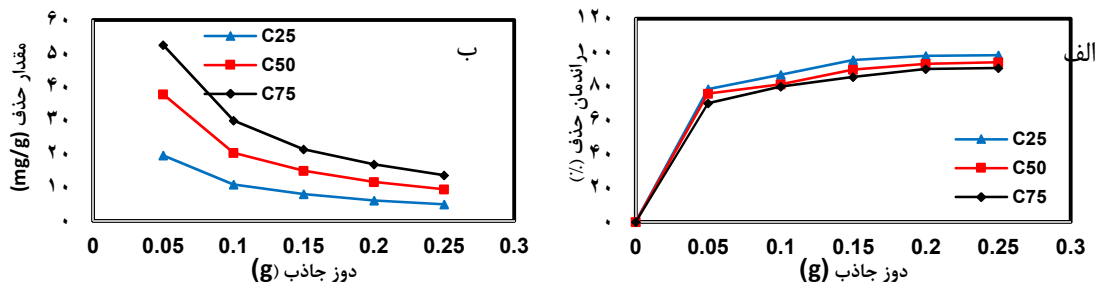 الف
راندمان حذف (٪)
۱۲۰
۱۰۰
۸۰
۶۰
۴۰
۲۰
۰
C25
C50
C75
0 0.05 0.1 0.15 0.2 0.25 0.3
دوز جاذب (g)
ب
مقدار حذف (mg/g)
۶۰
۵۰
۴۰
۳۰
۲۰
۱۰
۰
C25
C50
C75
0 0.05 0.1 0.15 0.2 0.25 0.3
دوز جاذب (g)